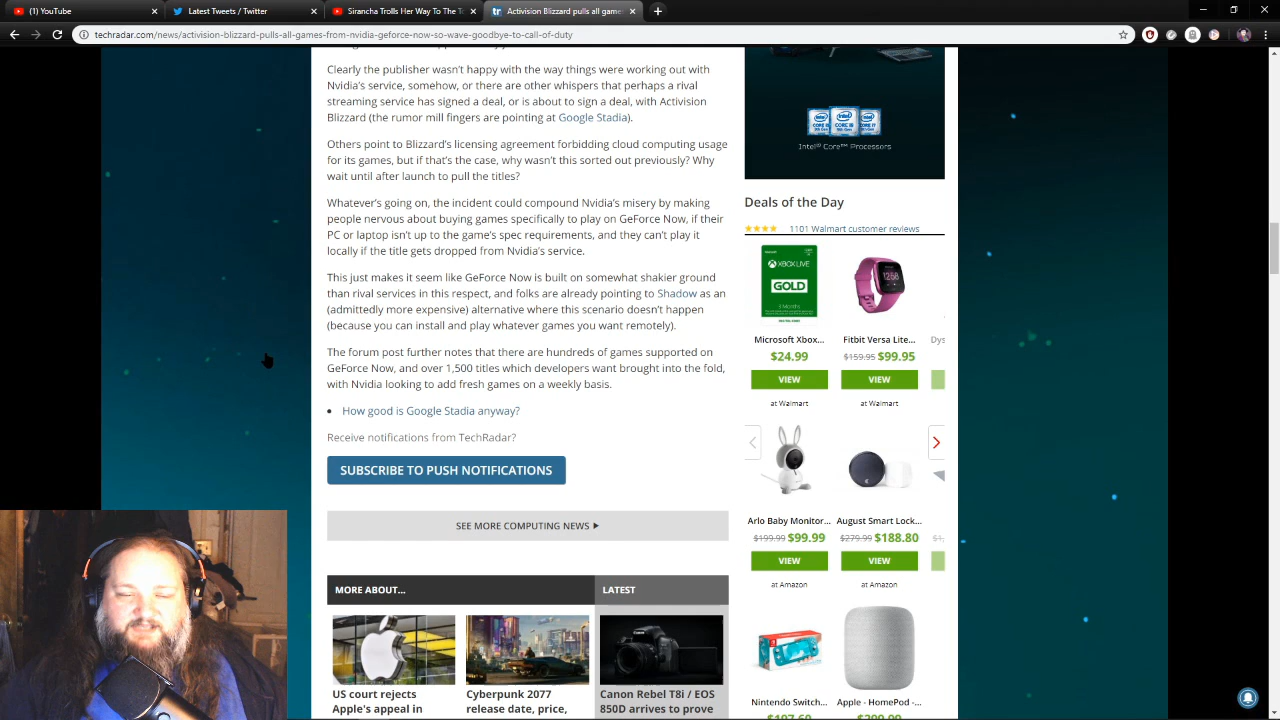 (1) YouTube
Latest Tweets / Twitter
Sirancha Trolls Her Way To The To
Activision Blizzard pulls all games
techradar.com/news/activision-blizzard-pulls-all-games-from-nvidia-geforce-now-so-wave-goodbye-to-call-of-duty
Clearly the publisher wasn't happy with the way things were working out with
Nvidia's service, somehow, or there are other whispers that perhaps a rival
streaming service has signed a deal, or is about to sign a deal, with Activision
Blizzard (the rumor mill fingers are pointing at Google Stadia).
Others point to Blizzard's licensing agreement forbidding cloud computing usage
for its games, but if that's the case, why wasn't this sorted out previously? Why
wait until after launch to pull the titles?
Whatever's going on, the incident could compound Nvidia's misery by making
people nervous about buying games specifically to play on GeForce Now, if their
PC or laptop isn't up to the game's spec requirements, and they can't play it
locally if the title gets dropped from Nvidia's service.
This just makes it seem like GeForce Now is built on somewhat shakier ground
than rival services in this respect, and folks are already pointing to Shadow as an
(admittedly more expensive) alternative where this scenario doesn't happen
(because you can install and play whatever games you want remotely).
The forum post further notes that there are hundreds of games supported on
GeForce Now, and over 1,500 titles which developers want brought into the fold,
with Nvidia looking to add fresh games on a weekly basis.
How good is Google Stadia anyway?
Receive notifications from TechRadar?
SUBSCRIBE TO PUSH NOTIFICATIONS
SEE MORE COMPUTING NEWS
MORE ABOUT...
LATEST
US court rejects
Apple's appeal in
Cyberpunk 2077
release date, price,
Canon
Canon Rebel T8i / EOS
850D arrives to prove
Intel® Core™ Processors
Deals of the Day
1101 Walmart customer reviews
XBOX LIVE
GOLD
Microsoft Xbox...
$24.99
VIEW
at Walmart
Fitbit Versa Lite...
$159.95 $99.95
VIEW
at Walmart
Dys
Arlo Baby Monitor...
$199.99 $99.99
VIEW
at Amazon
August Smart Lock...
$279.99 $188.80
VIEW
at Amazon
Nintendo Switch...
$197.60
Apple - HomePod -...
$299.00